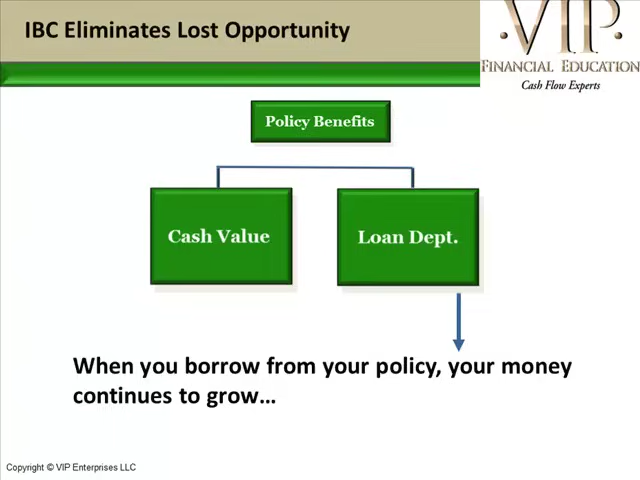 IBC Eliminates Lost Opportunity
VIP
FINANCIAL EDUCATION
Cash Flow Experts
Policy Benefits
Cash Value
Loan Dept.
When you borrow from your policy, your money
continues to grow…
Copyright © VIP Enterprises LLC